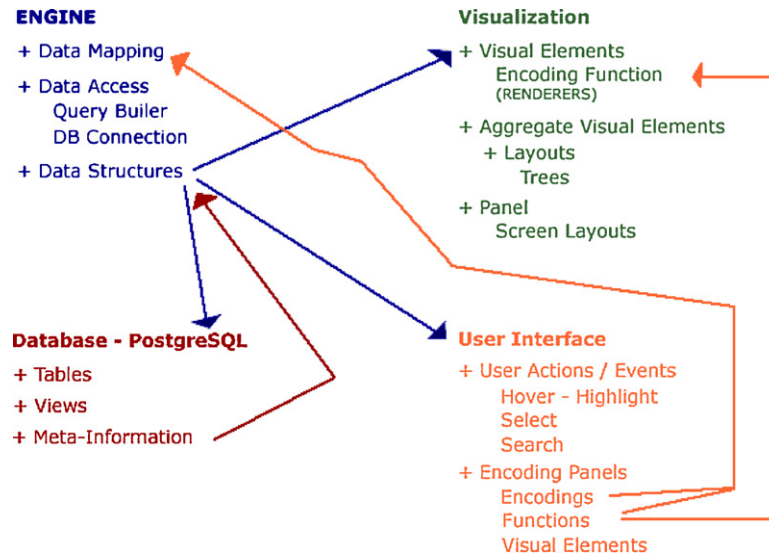 ENGINE
+ Data Mapping
+ Data Access
Query Builer
DB Connection
+ Data Structures
Visualization
+ Visual Elements
Encoding Function
(RENDERERS)
+ Aggregate Visual Elements
+ Layouts
Trees
+ Panel
Screen Layouts
Database - PostgreSQL
+ Tables
+ Views
+ Meta-Information
User Interface
+ User Actions / Events
Hover - Highlight
Select
Search
+ Encoding Panels
Encodings
Functions
Visual Elements